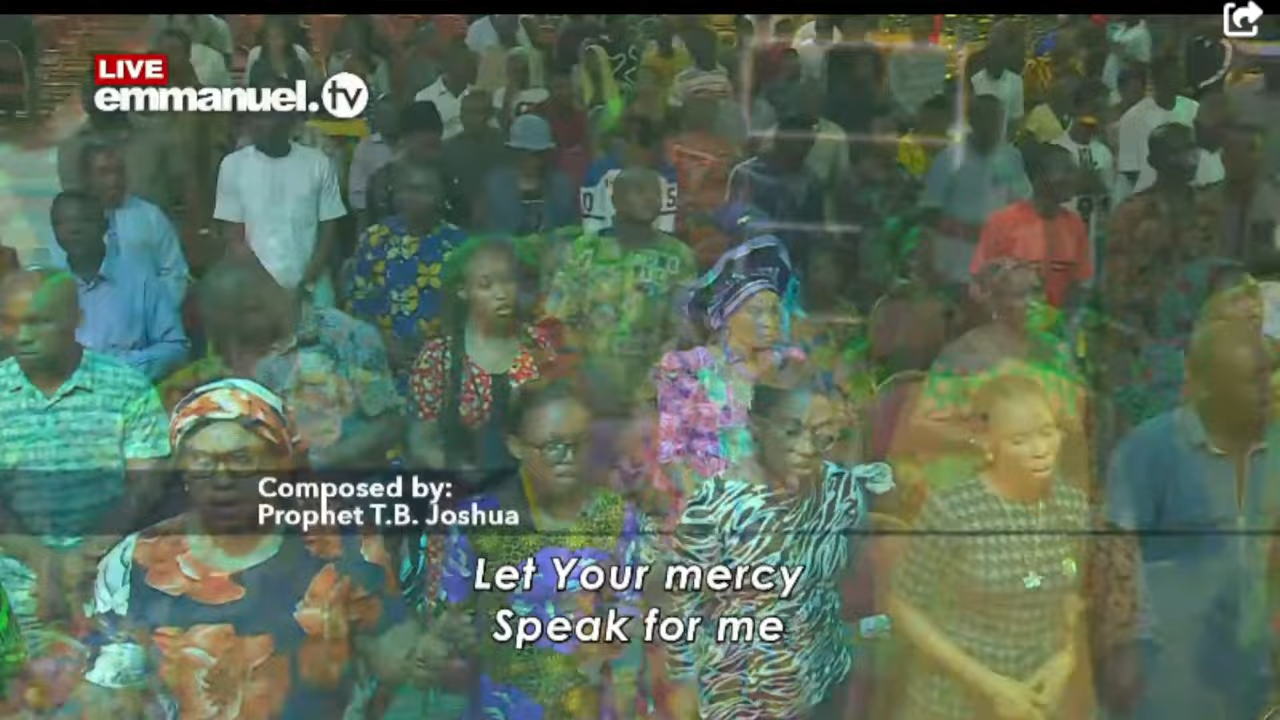 LIVE
emmanuel.tv
Composed by:
Prophet T.B. Joshua
Let Your mercy
Speak for me